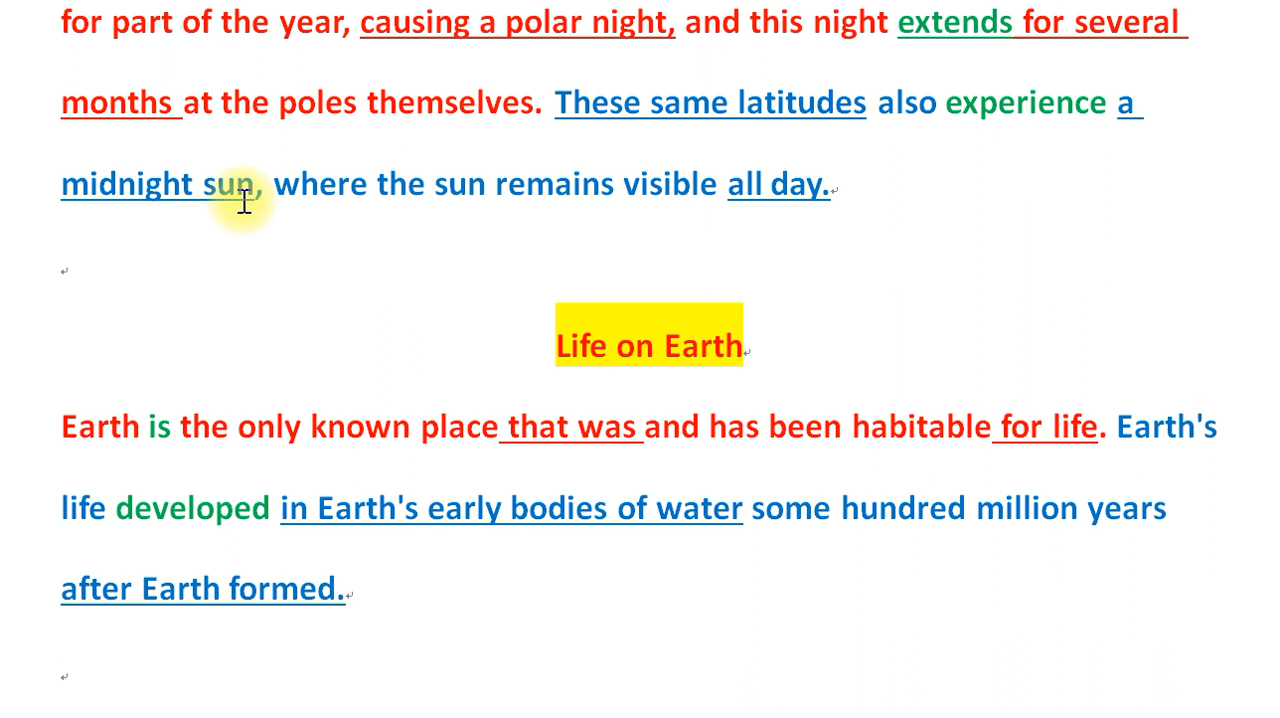 for part of the year, causing a polar night, and this night extends for several
months at the poles themselves. These same latitudes also experience a
midnight sun, where the sun remains visible all day.
Life on Earth
Earth is the only known place that was and has been habitable for life. Earth's
life developed in Earth's early bodies of water some hundred million years
after Earth formed.